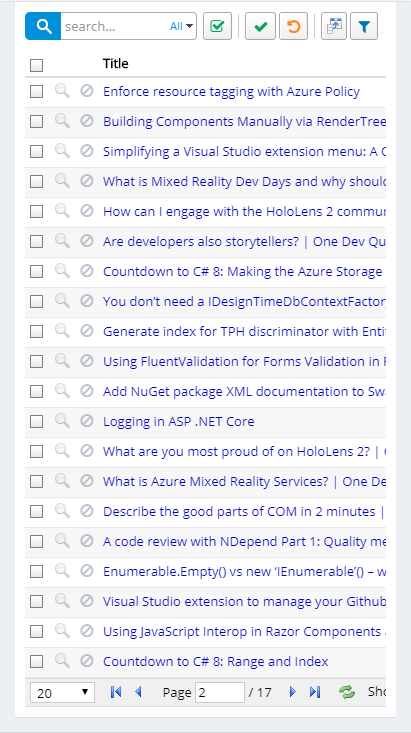 search... All
Title
Enforce resource tagging with Azure Policy
Building Components Manually via RenderTree
Simplifying a Visual Studio extension menu: A C
What is Mixed Reality Dev Days and why should
How can I engage with the HoloLens 2 commun
Are developers also storytellers? | One Dev Qu
Countdown to C# 8: Making the Azure Storage
You don't need a IDesignTimeDbContextFactor
Generate index for TPH discriminator with Enti
Using FluentValidation for Forms Validation in R
Add NuGet package XML documentation to Sw
Logging in ASP .NET Core
What are you most proud of on HoloLens 2? |
What is Azure Mixed Reality Services? | One De
Describe the good parts of COM in 2 minutes |
A code review with NDepend Part 1: Quality me
Enumerable.Empty() vs new ‘IEnumerable’() – w
Visual Studio extension to manage your Github
Using JavaScript Interop in Razor Components
Countdown to C# 8: Range and Index
20 Page 2 / 17 Sho